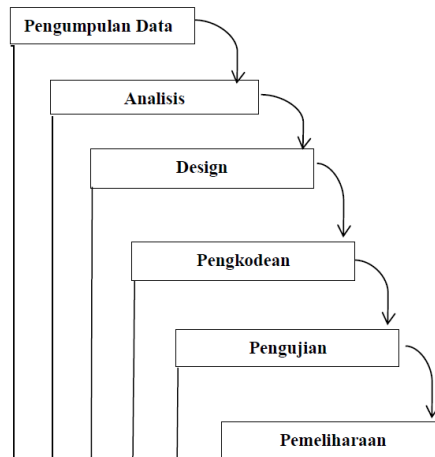 Pengumpulan Data
Analisis
Design
Pengkodean
Pengujian
Pemeliharaan